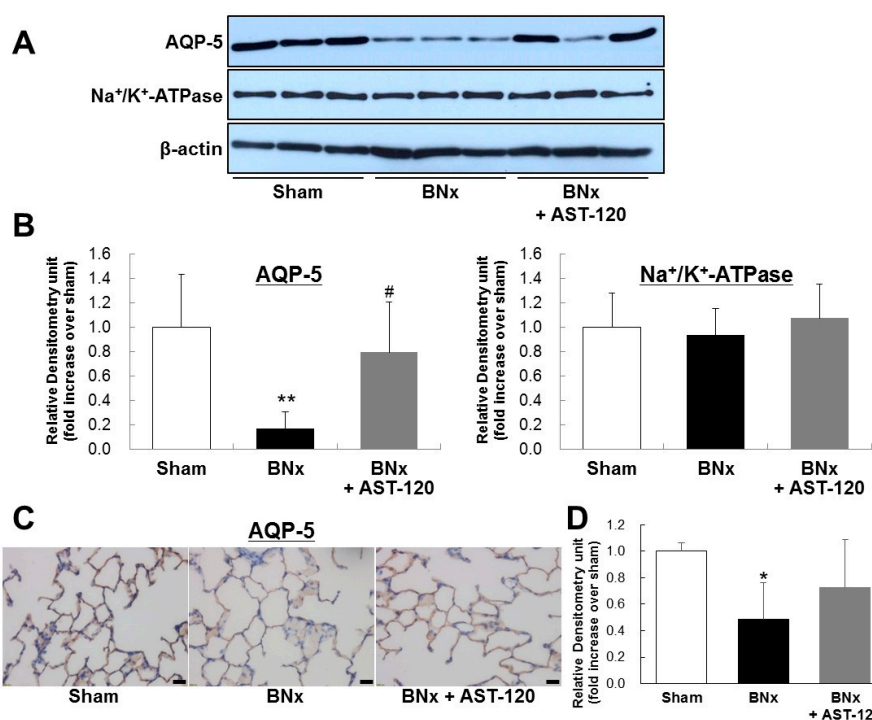 A
AQP-5
Na⁺/K⁺-ATPase
β-actin
Sham
BNx
BNx
+ AST-120
B
Relative Densitometry unit
(fold increase over sham)
1.6
1.4
1.2
1.0
0.8
0.6
0.4
0.2
0.0
AQP-5
**
#
Sham
BNx
BNx
+ AST-120
Relative Densitometry unit
(fold increase over sham)
1.6
1.4
1.2
1.0
0.8
0.6
0.4
0.2
0.0
Na⁺/K⁺-ATPase
Sham
BNx
BNx
+ AST-120
C
AQP-5
Sham
BNx
BNx + AST-120
D
Relative Densitometry unit
(fold increase over sham)
1.2
1.0
0.8
0.6
0.4
0.2
0.0
*
Sham
BNx
BNx
+ AST-12